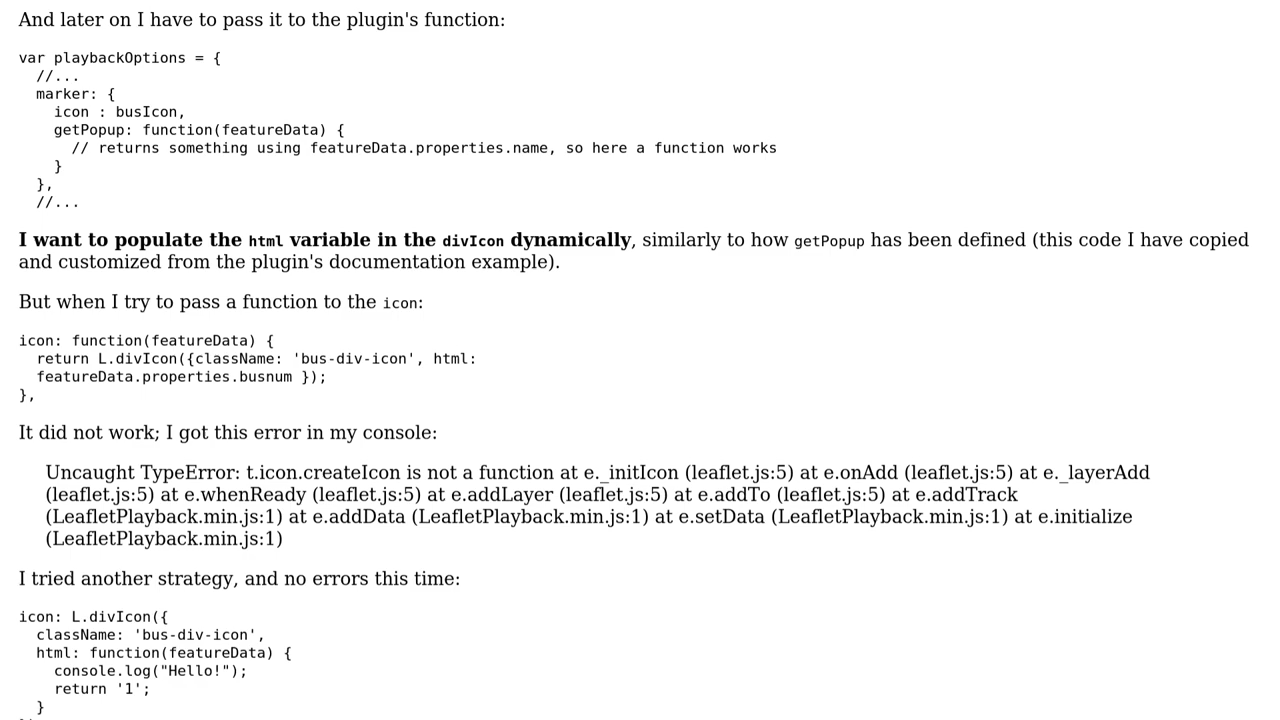 And later on I have to pass it to the plugin's function:
var playbackOptions = {
  //...
  marker: {
    icon : busIcon,
    getPopup: function(featureData) {
      // returns something using featureData.properties.name, so here a function works
    }
  },
  //...
I want to populate the html variable in the divIcon dynamically, similarly to how getPopup has been defined (this code I have copied
and customized from the plugin's documentation example).
But when I try to pass a function to the icon:
icon: function(featureData) {
  return L.divIcon({className: 'bus-div-icon', html:
  featureData.properties.busnum });
},
It did not work; I got this error in my console:
Uncaught TypeError: t.icon.createIcon is not a function at e._initIcon (leaflet.js:5) at e.onAdd (leaflet.js:5) at e._layerAdd
(leaflet.js:5) at e.whenReady (leaflet.js:5) at e.addLayer (leaflet.js:5) at e.addTo (leaflet.js:5) at e.addTrack
(LeafletPlayback.min.js:1) at e.addData (LeafletPlayback.min.js:1) at e.setData (LeafletPlayback.min.js:1) at e.initialize
(LeafletPlayback.min.js:1)
I tried another strategy, and no errors this time:
icon: L.divIcon({
  className: 'bus-div-icon',
  html: function(featureData) {
    console.log("Hello!");
    return '1';
  }